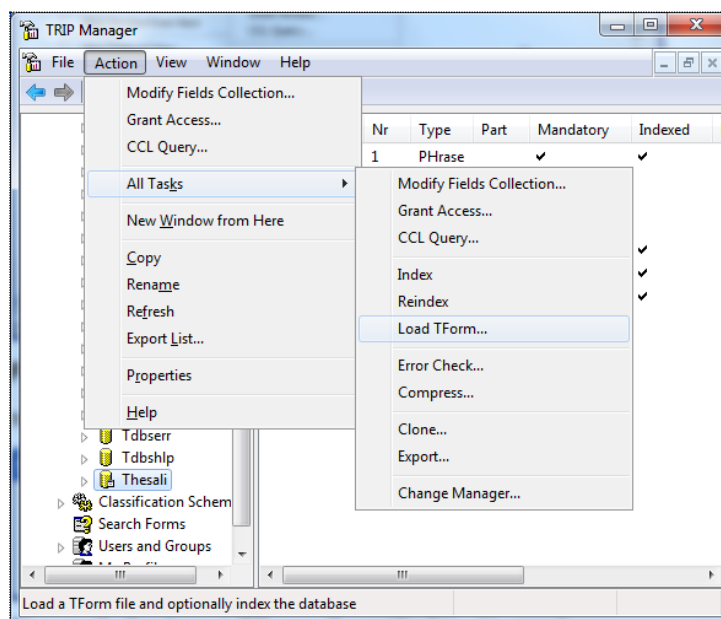 TRIP Manager
File Action View Window Help
Modify Fields Collection...
Grant Access...
CCL Query...
All Tasks
New Window from Here
Copy
Rename
Refresh
Export List...
Properties
Help
Nr Type Part Mandatory Indexed
1 PHrase
Modify Fields Collection...
Grant Access...
CCL Query...
Index
Reindex
Load TForm...
Error Check...
Compress...
Clone...
Export...
Change Manager...
Tdbserr
Tdbshlp
Thesali
Classification Schem
Search Forms
Users and Groups
Load a TForm file and optionally index the database